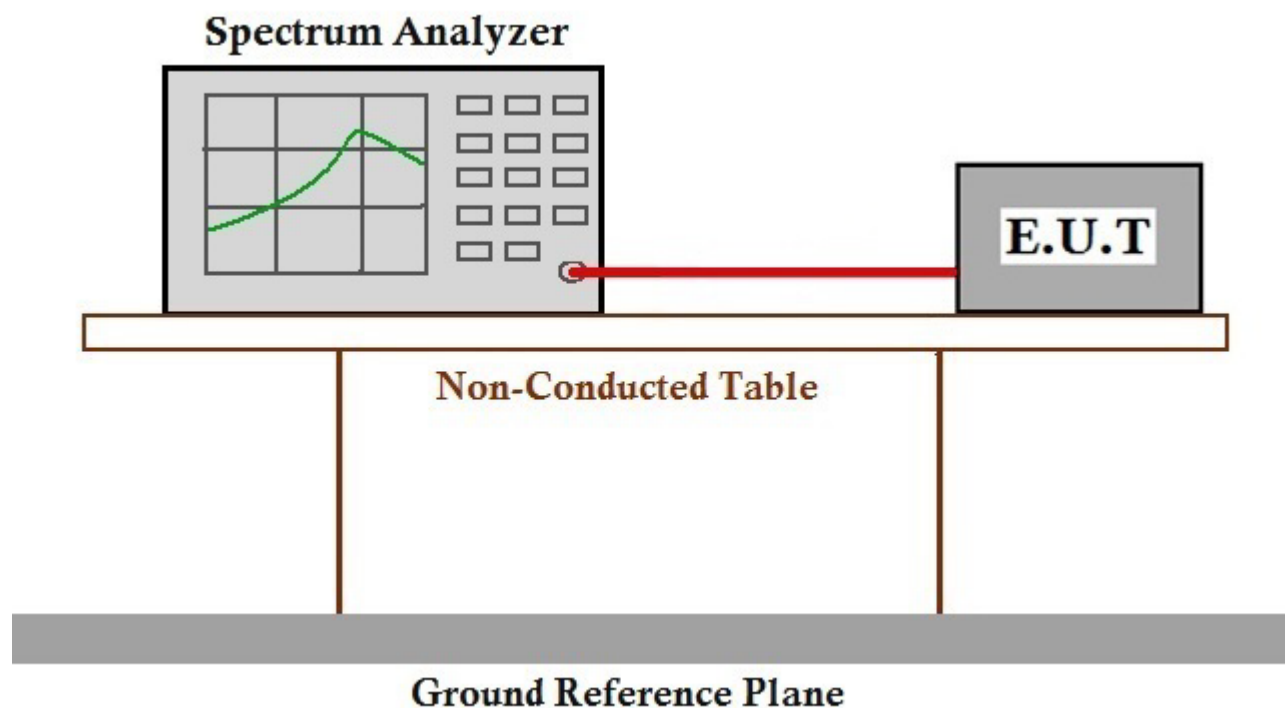 Spectrum Analyzer
E.U.T
Non-Conducted Table
Ground Reference Plane